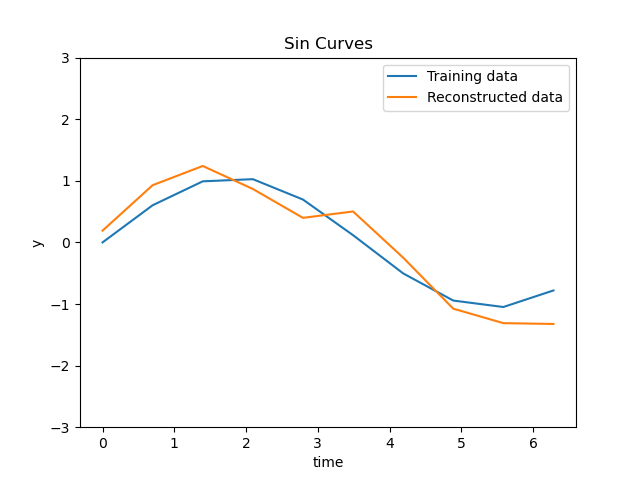 Sin Curves
Training data
Reconstructed data
3
2
1
0
−1
−2
−3
y
0 1 2 3 4 5 6
time